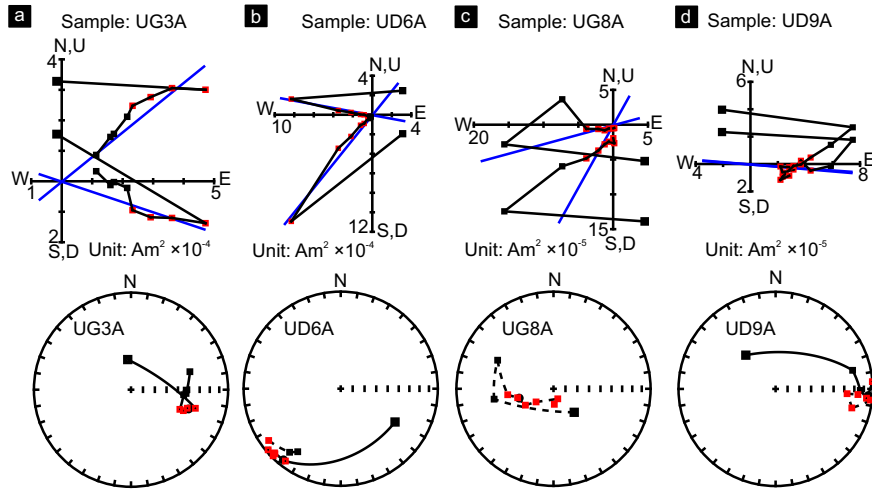 a Sample: UG3A
4 N,U
W E
1 5
2 S,D
Unit: Am² ×10⁻⁴
N
UG3A
b Sample: UD6A
4 N,U
W E
10 4
12 S,D
Unit: Am² ×10⁻⁴
UD6A
c Sample: UG8A
N,U
5
W E
20 5
15 S,D
Unit: Am² ×10⁻⁵
UG8A
d Sample: UD9A
N,U
6
W E
4 8
2
S,D
Unit: Am² ×10⁻⁵
N
UD9A